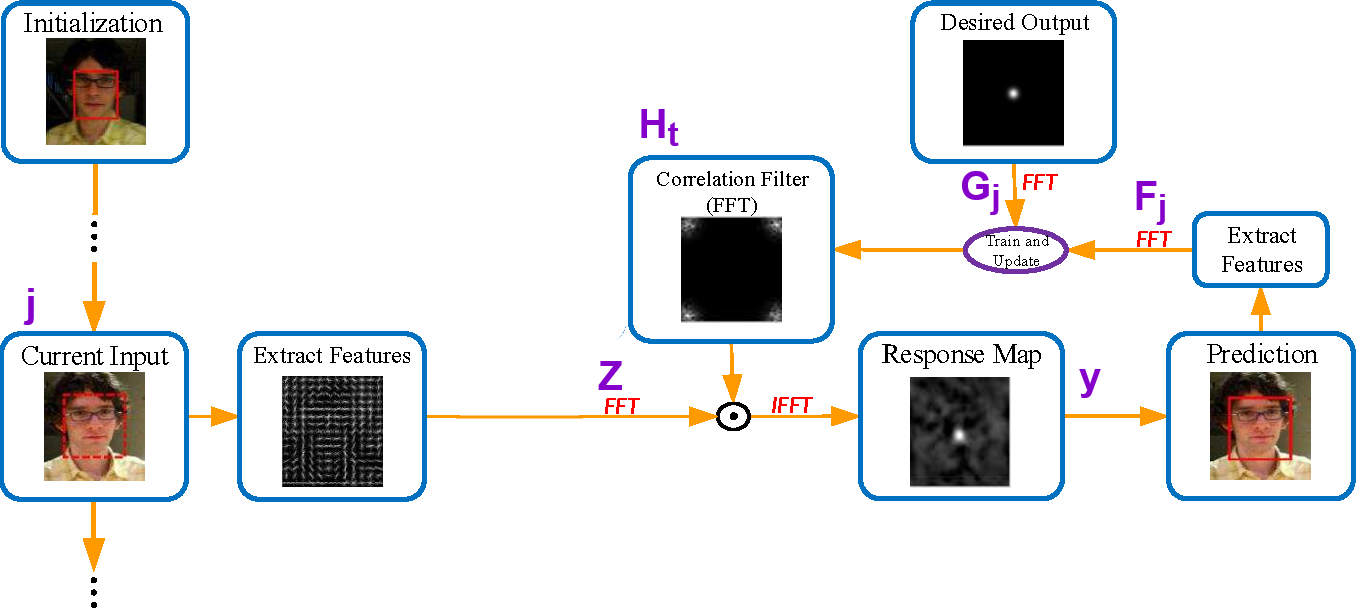 Initialization
Desired Output
H_t
Correlation Filter
(FFT)
G_j
FFT
F_j
FFT
Train and
Update
Extract
Features
j
Current Input
Extract Features
Z
FFT
IFFT
Response Map
y
Prediction